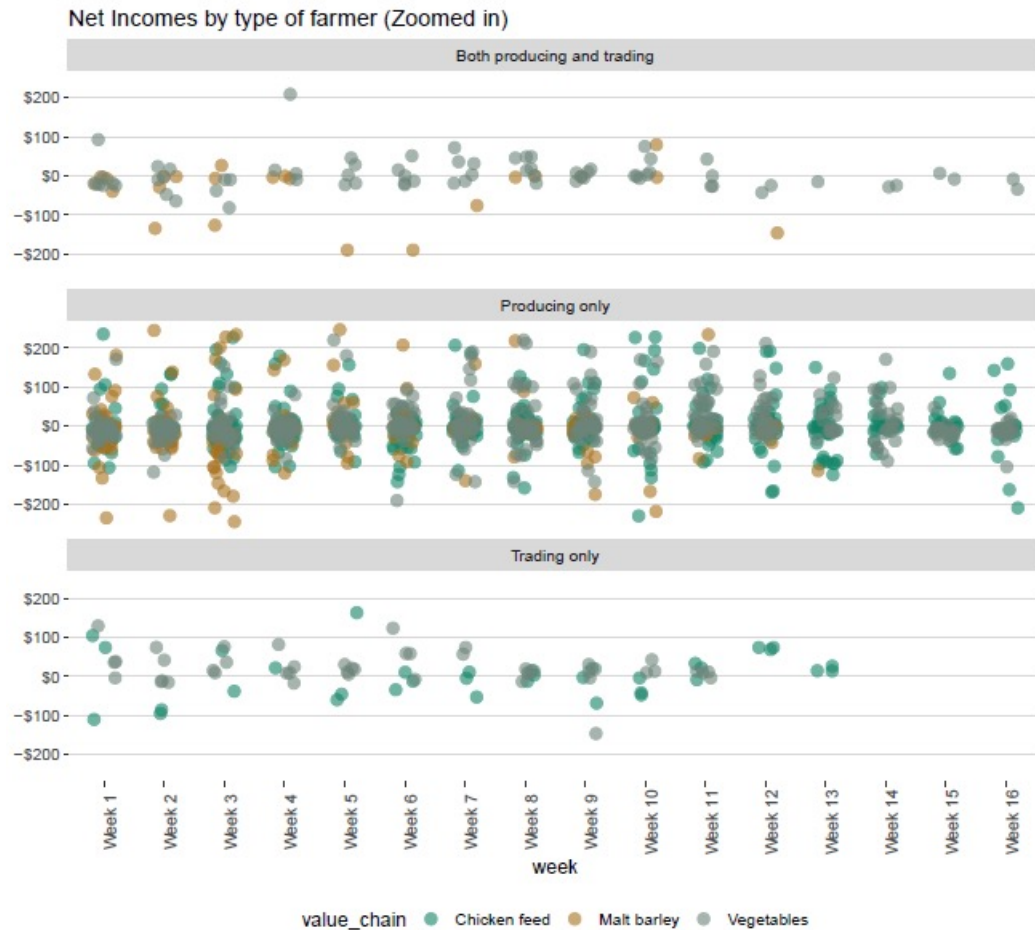 Net Incomes by type of farmer (Zoomed in)
Both producing and trading
$200
$100
$0
−$100
−$200
Producing only
$200
$100
$0
−$100
−$200
Trading only
$200
$100
$0
−$100
−$200
Week 1
Week 2
Week 3
Week 4
Week 5
Week 6
Week 7
Week 8
Week 9
Week 10
Week 11
Week 12
Week 13
Week 14
Week 15
Week 16
week
value_chain Chicken feed Malt barley Vegetables